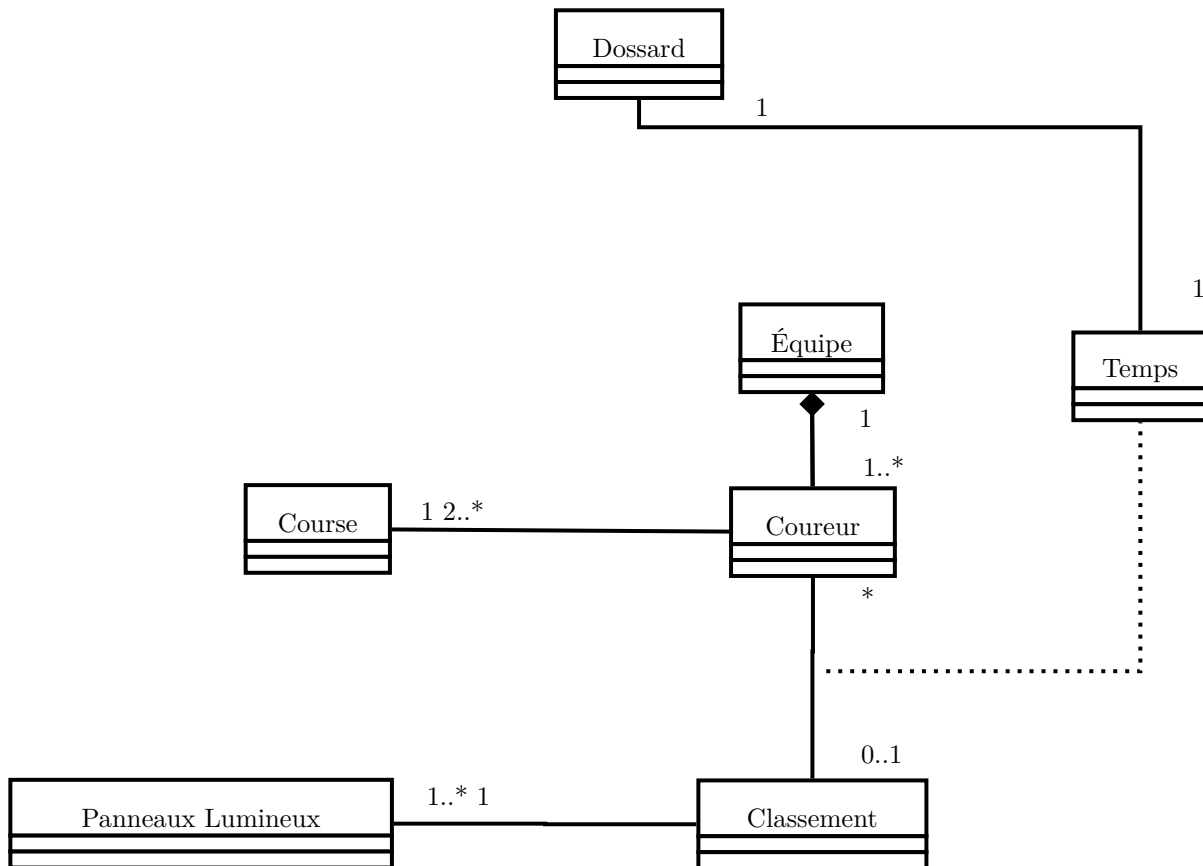 Dossard
1
1
Équipe
Temps
1
1..*
Course
1 2..*
Coureur
*
0..1
Panneaux Lumineux
1..* 1
Classement